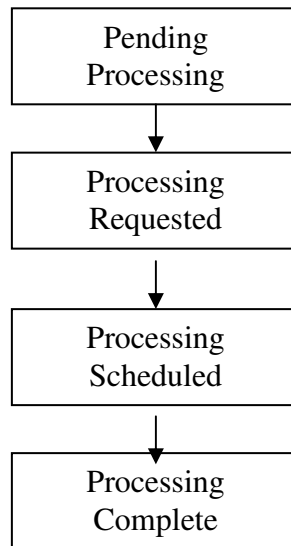 Pending
Processing
Processing
Requested
Processing
Scheduled
Processing
Complete